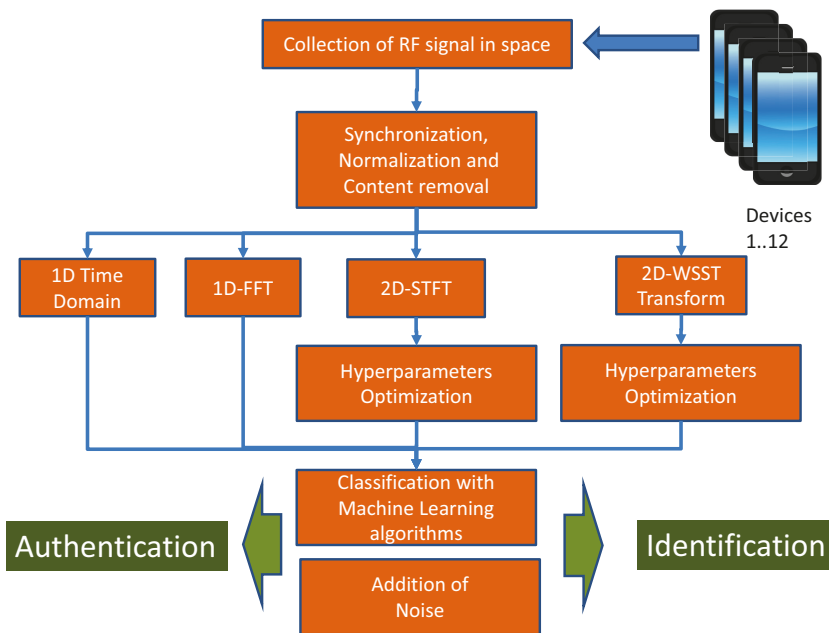 Collection of RF signal in space
Synchronization,
Normalization and
Content removal
Devices
1..12
1D Time
Domain
1D-FFT
2D-STFT
2D-WSST
Transform
Hyperparameters
Optimization
Hyperparameters
Optimization
Classification with
Machine Learning
algorithms
Authentication
Identification
Addition of
Noise